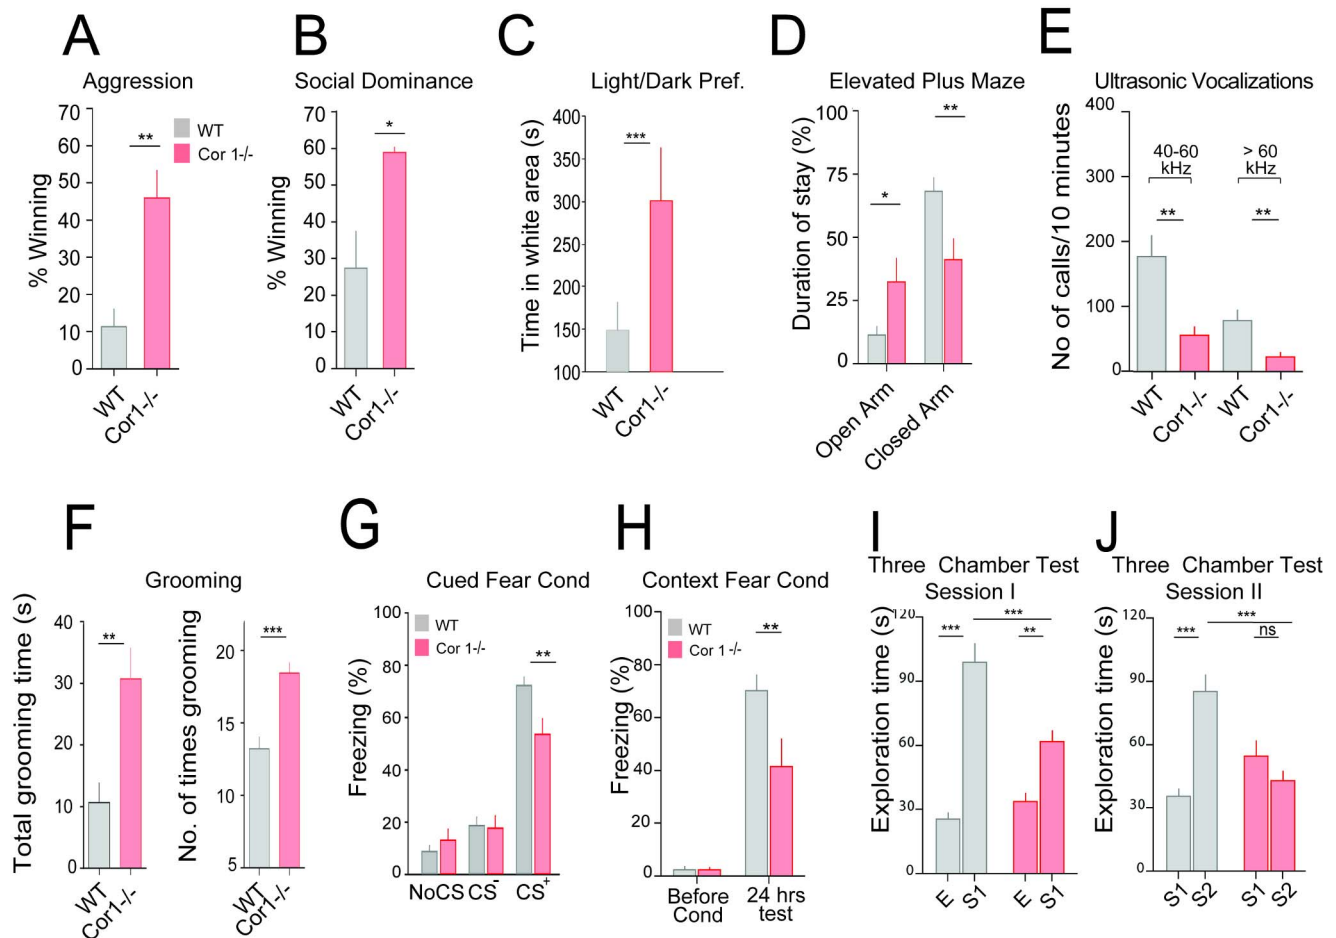 A
Aggression
% Winning
70
60
50
40
30
20
10
0
**
WT
Cor 1-/-
WT
Cor1-/-
B
Social Dominance
% Winning
70
60
50
40
30
20
10
0
*
WT
Cor1-/-
C
Light/Dark Pref.
Time in white area (s)
400
350
300
250
200
150
100
***
WT
Cor1-/-
D
Elevated Plus Maze
Duration of stay (%)
100
75
50
25
0
*
**
Open Arm
Closed Arm
E
Ultrasonic Vocalizations
No of calls/10 minutes
400
300
200
100
0
40-60
kHz
> 60
kHz
**
**
WT
Cor1-/-
WT
Cor1-/-
F
Grooming
Total grooming time (s)
40
30
20
10
0
**
WT
Cor1-/-
No. of times grooming
20
15
10
5
***
WT
Cor1-/-
G
Cued Fear Cond
Freezing (%)
100
80
60
40
20
0
WT
Cor 1-/-
**
NoCS
CS-
CS+
H
Context Fear Cond
Freezing (%)
100
80
60
40
20
0
WT
Cor 1-/-
**
Before
Cond
24 hrs
test
I
Three Chamber Test
Session I
Exploration time (s)
120
90
60
30
0
***
***
**
E
S1
E
S1
J
Three Chamber Test
Session II
Exploration time (s)
120
90
60
30
0
***
***
ns
S1
S2
S1
S2